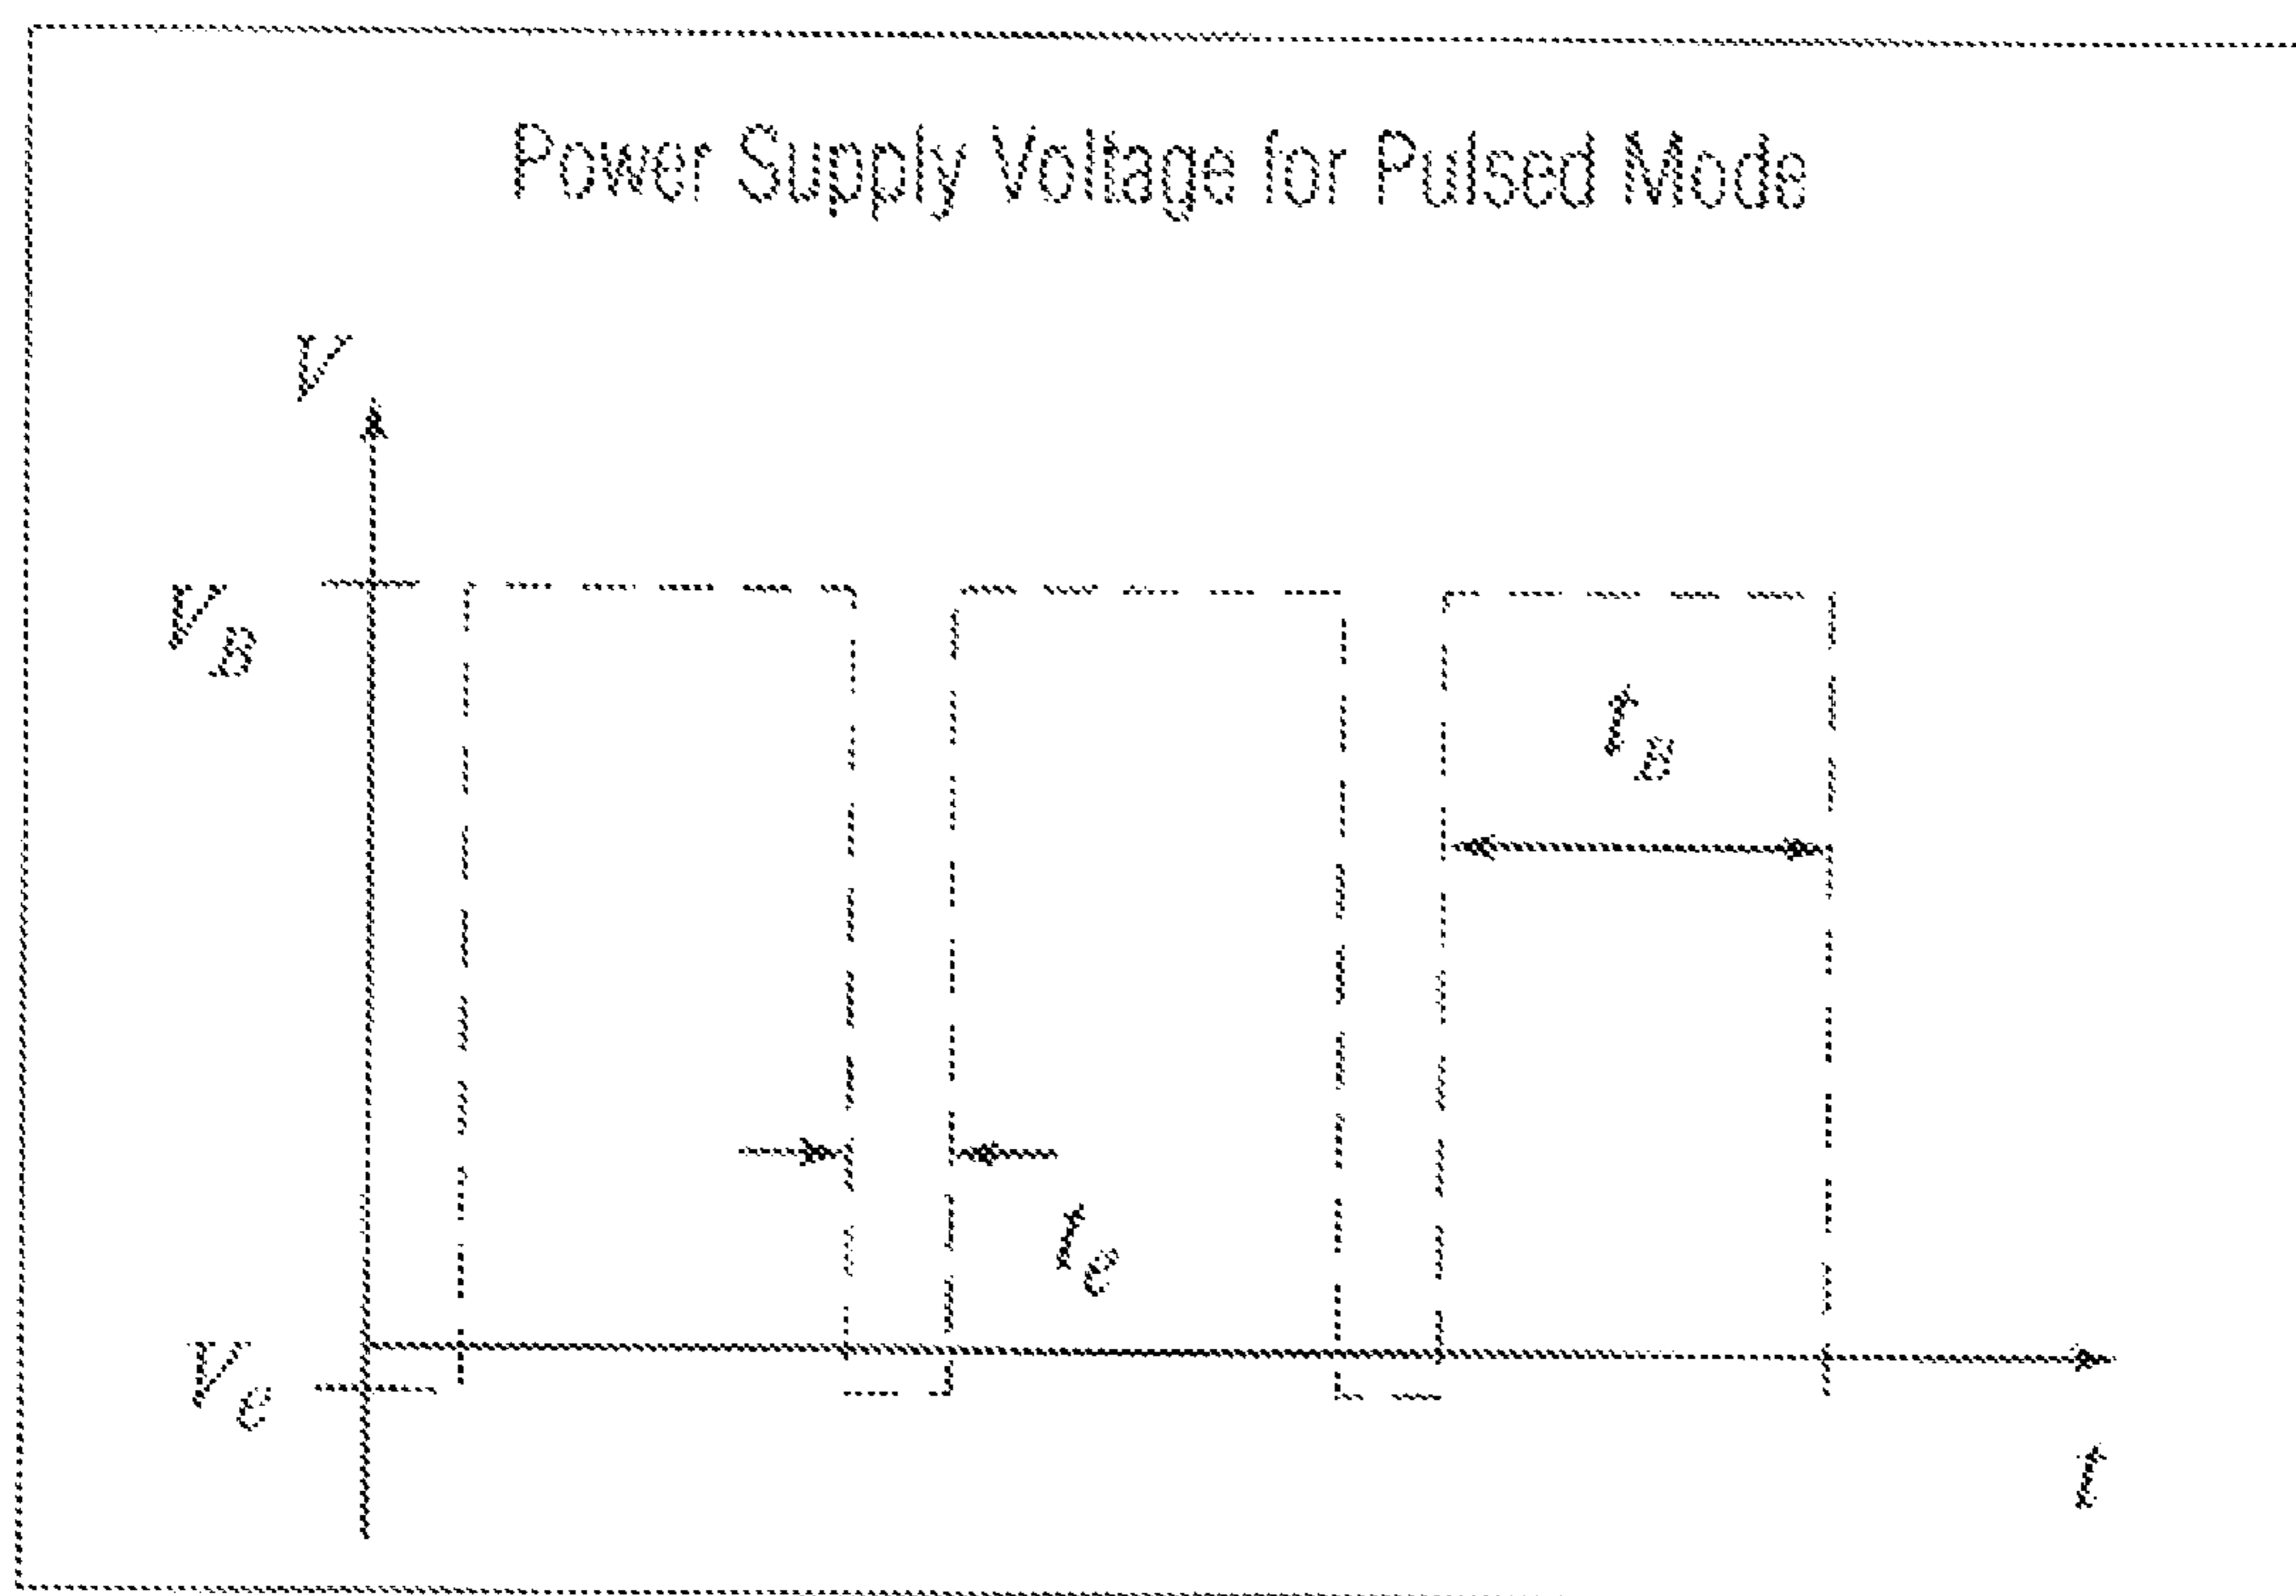 Power Supply Voltage for Pulsed Mode
V
V_B
t_B
t_e
V_e
t